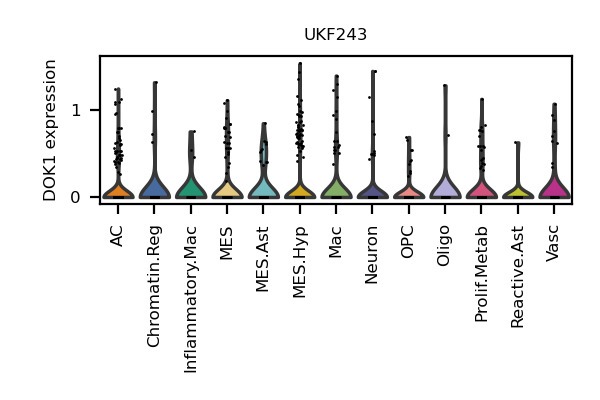 UKF243
DOK1 expression
1
0
AC
Chromatin.Reg
Inflammatory.Mac
MES
MES.Ast
MES.Hyp
Mac
Neuron
OPC
Oligo
Prolif.Metab
Reactive.Ast
Vasc